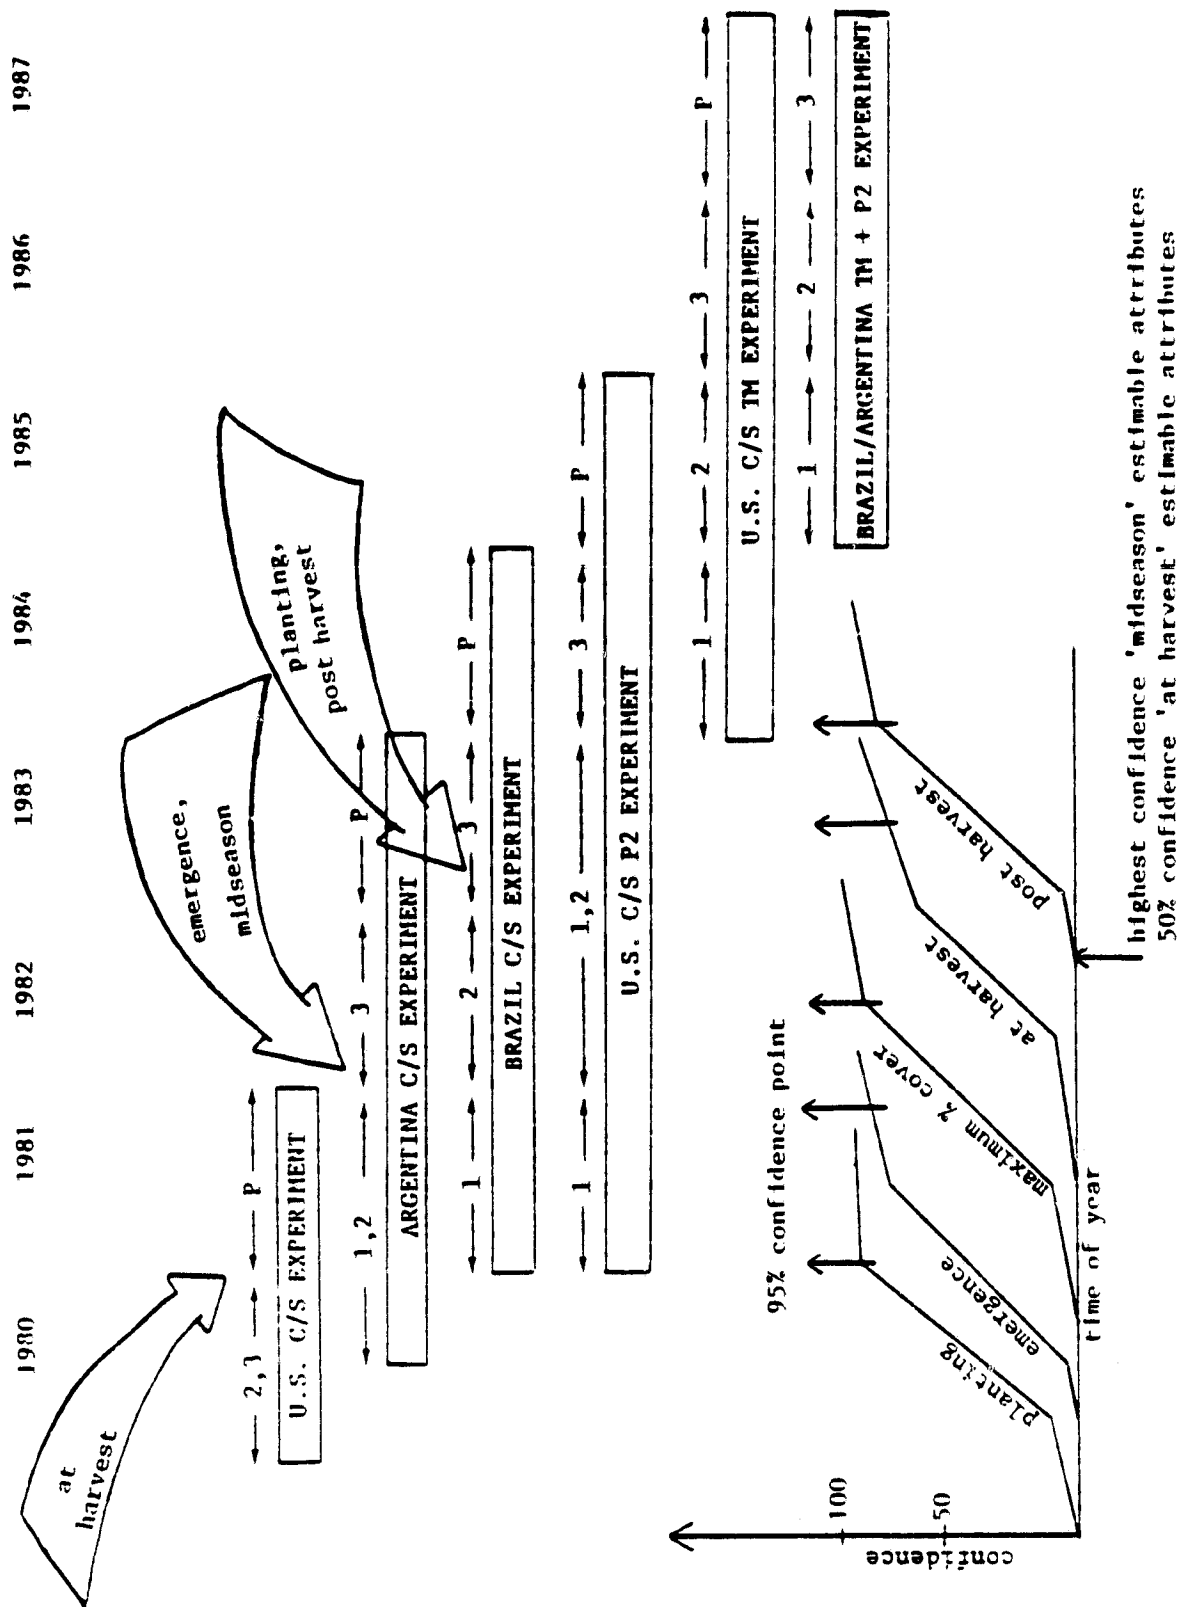 1980 1981 1982 1983 1984 1985 1986 1987
at
harvest
emergence,
midseason
planting,
post harvest
2,3 P
U.S. C/S EXPERIMENT
1,2 3 P
ARGENTINA C/S EXPERIMENT
1 2 3 P
BRAZIL C/S EXPERIMENT
1 1,2 3 P
U.S. C/S P2 EXPERIMENT
1 2 3 P
U.S. C/S TM EXPERIMENT
1 2 3
BRAZIL/ARGENTINA TM + P2 EXPERIMENT
95% confidence point
confidence
100
50
planting
emergence
maximum % cover
at harvest
post harvest
time of year
highest confidence 'midseason' estimable attributes
50% confidence 'at harvest' estimable attributes